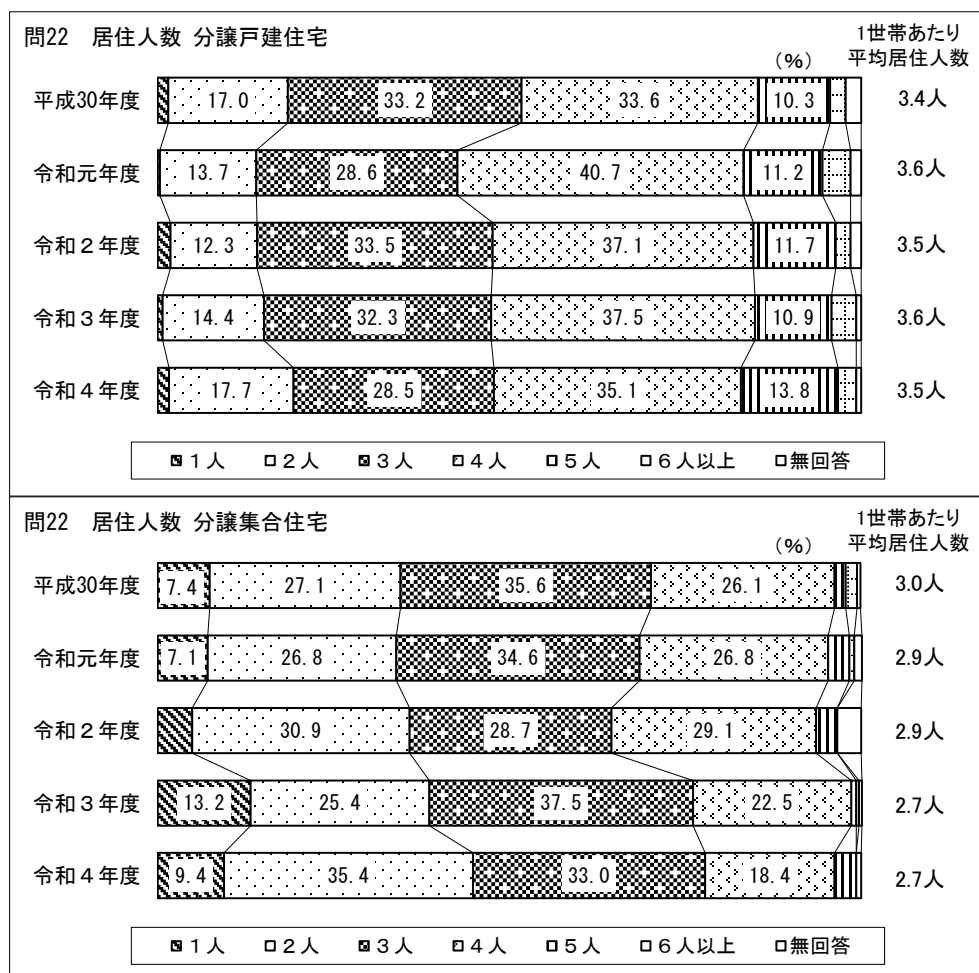 問22　居住人数 分譲戸建住宅
1世帯あたり
平均居住人数
（％）
平成30年度 17.0 33.2 33.6 10.3 3.4人
令和元年度 13.7 28.6 40.7 11.2 3.6人
令和２年度 12.3 33.5 37.1 11.7 3.5人
令和３年度 14.4 32.3 37.5 10.9 3.6人
令和４年度 17.7 28.5 35.1 13.8 3.5人
１人 ２人 ３人 ４人 ５人 ６人以上 無回答
問22　居住人数 分譲集合住宅
1世帯あたり
平均居住人数
（％）
平成30年度 7.4 27.1 35.6 26.1 3.0人
令和元年度 7.1 26.8 34.6 26.8 2.9人
令和２年度 30.9 28.7 29.1 2.9人
令和３年度 13.2 25.4 37.5 22.5 2.7人
令和４年度 9.4 35.4 33.0 18.4 2.7人
１人 ２人 ３人 ４人 ５人 ６人以上 無回答